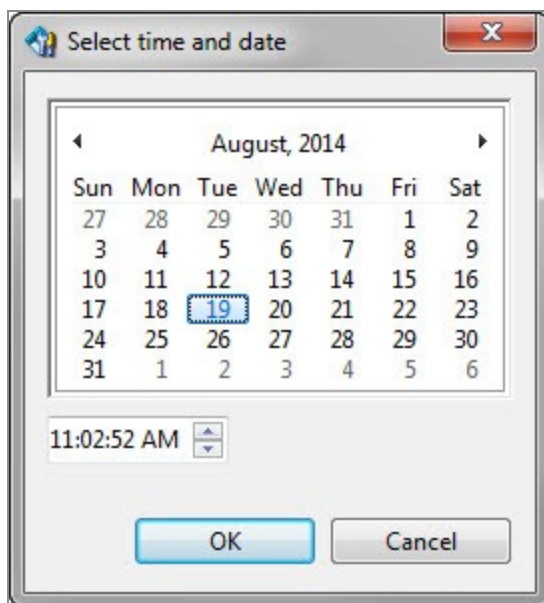 Select time and date
August, 2014
Sun Mon Tue Wed Thu Fri Sat
27 28 29 30 31 1 2
3 4 5 6 7 8 9
10 11 12 13 14 15 16
17 18 19 20 21 22 23
24 25 26 27 28 29 30
31 1 2 3 4 5 6
11:02:52 AM
OK Cancel